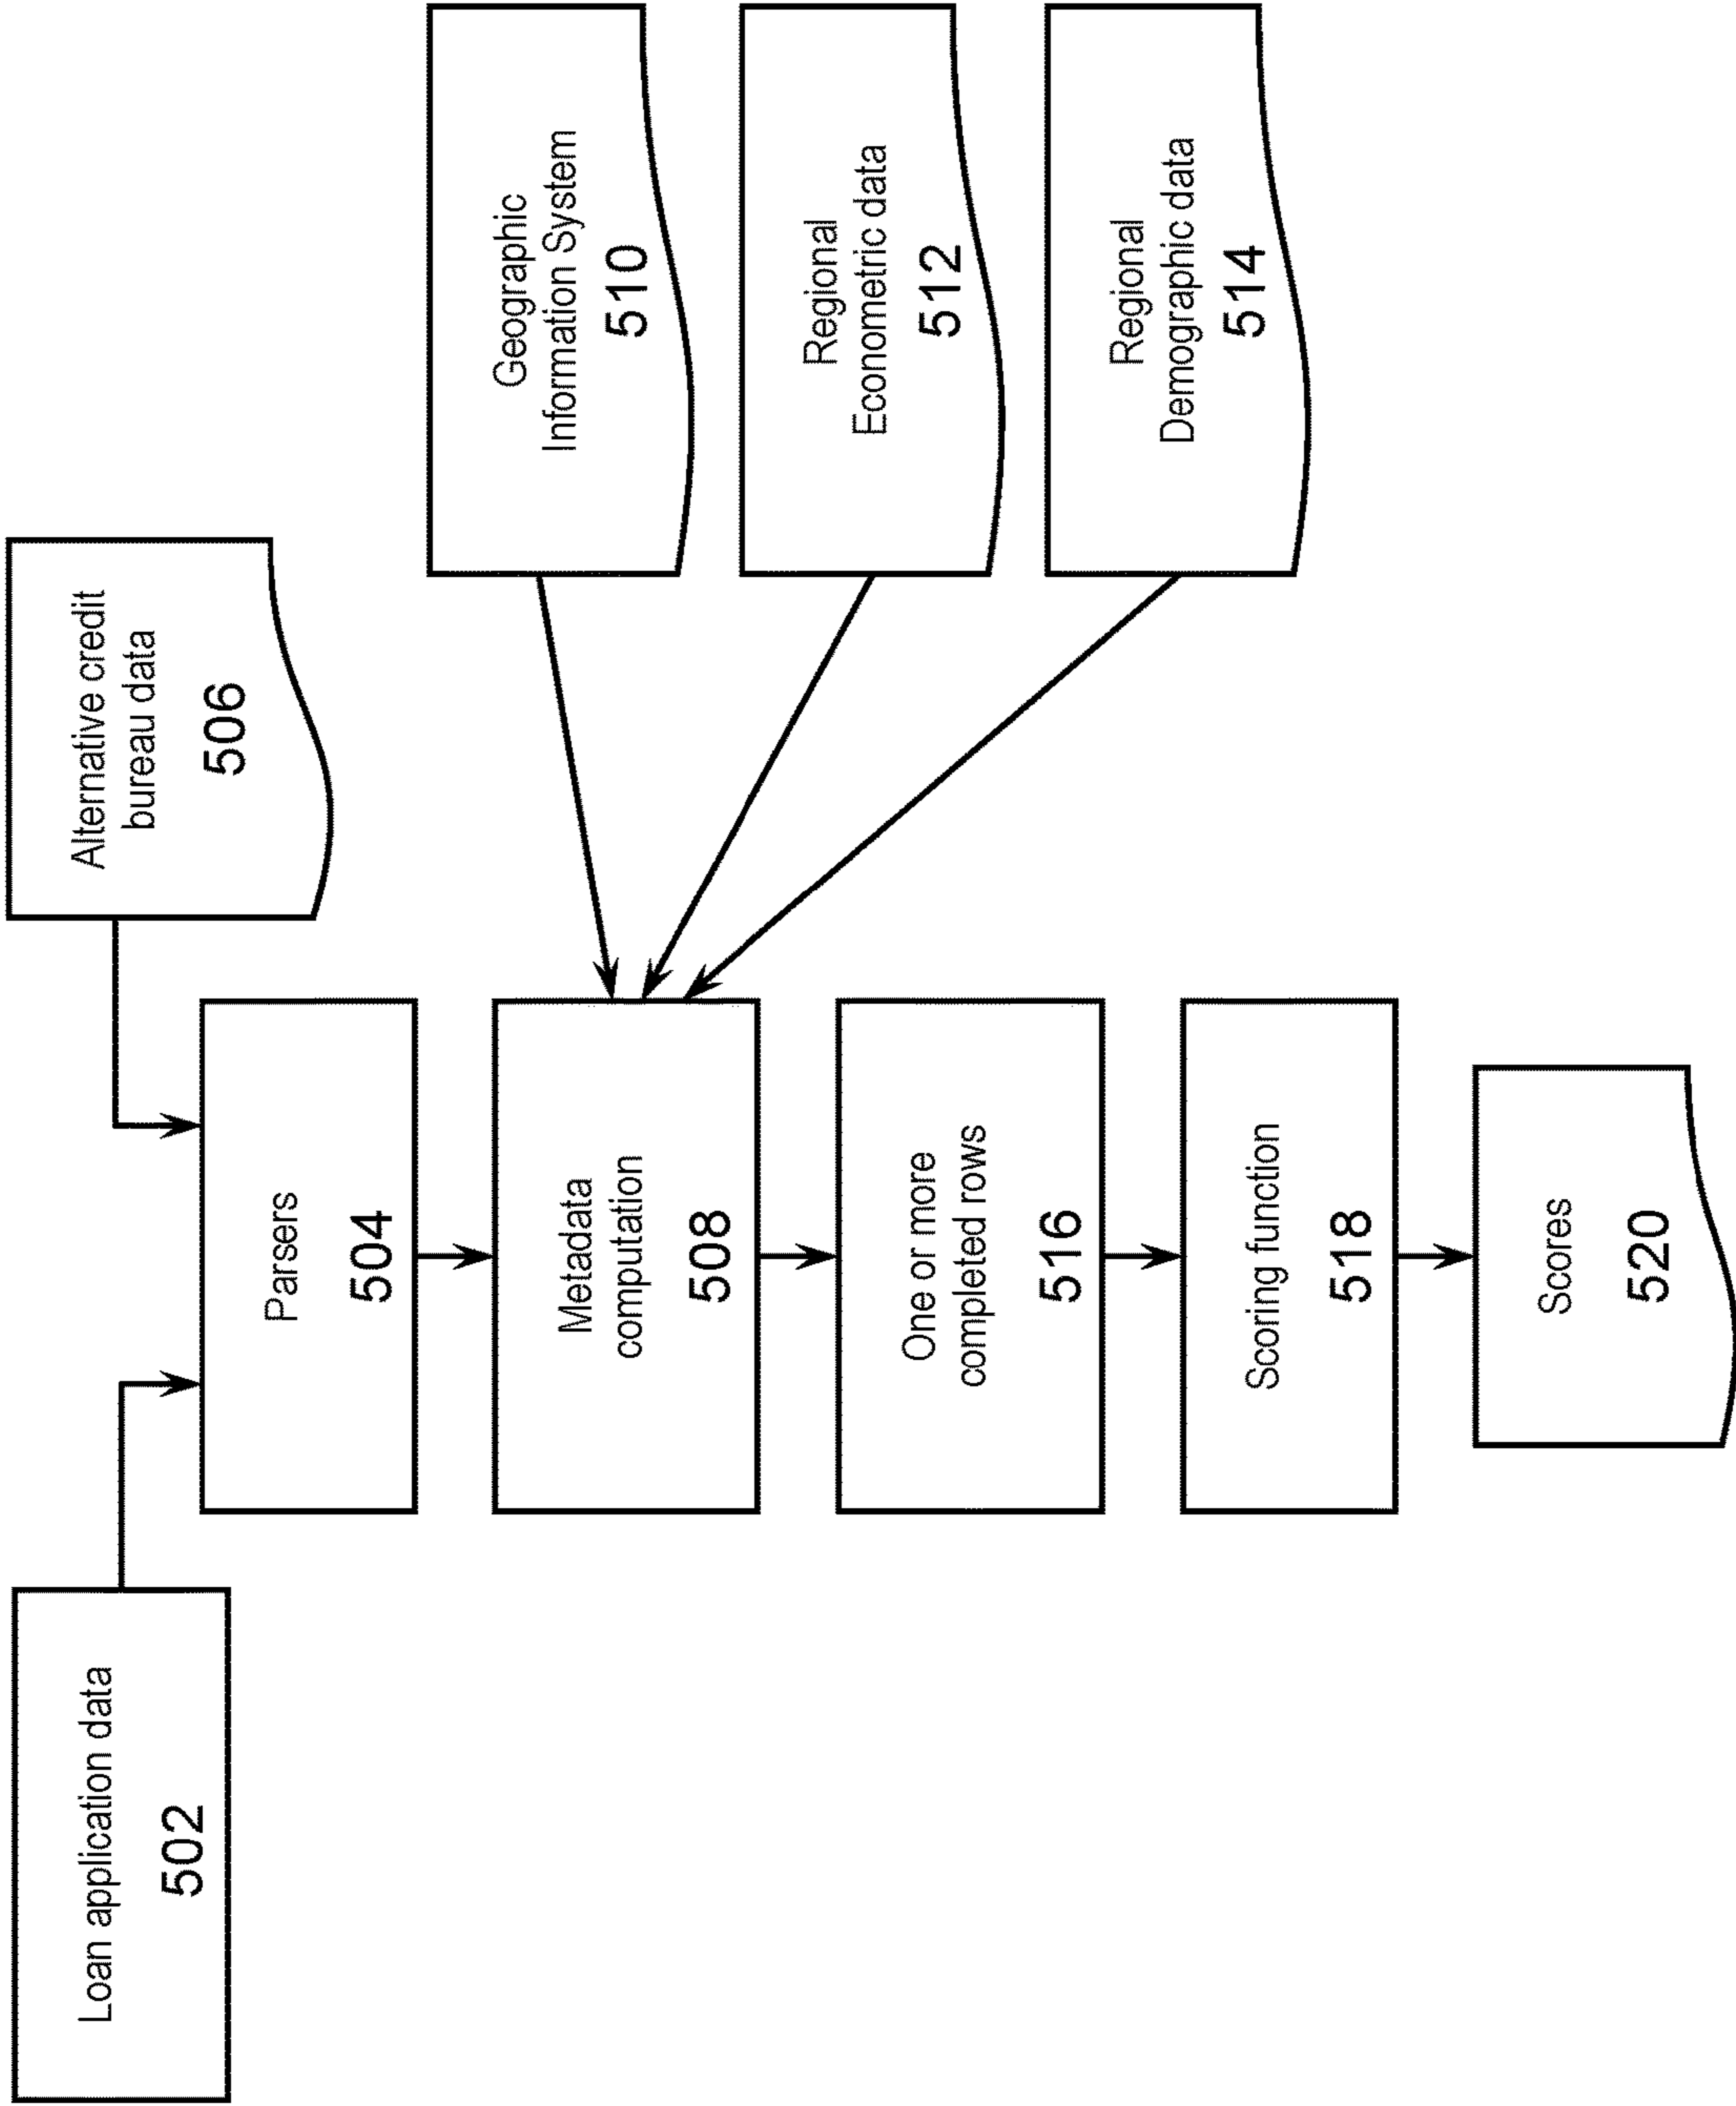 Loan application data
502
Alternative credit
bureau data
506
Parsers
504
Metadata
computation
508
Geographic
Information System
510
Regional
Econometric data
512
Regional
Demographic data
514
One or more
completed rows
516
Scoring function
518
Scores
520